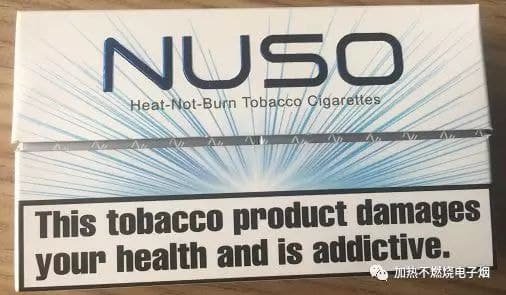 NUSO
Heat-Not-Burn Tobacco Cigarettes
This tobacco product damages
your health and is addictive.
加热不燃烧电子烟